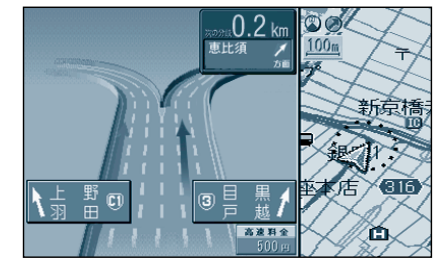 次の分岐 0.2 km
恵比須
方面
上野
羽田
C1
3
目黒
戸越
高速料金
500円
100m
〒
新京橋
IC
銀
1
座本店
316
H